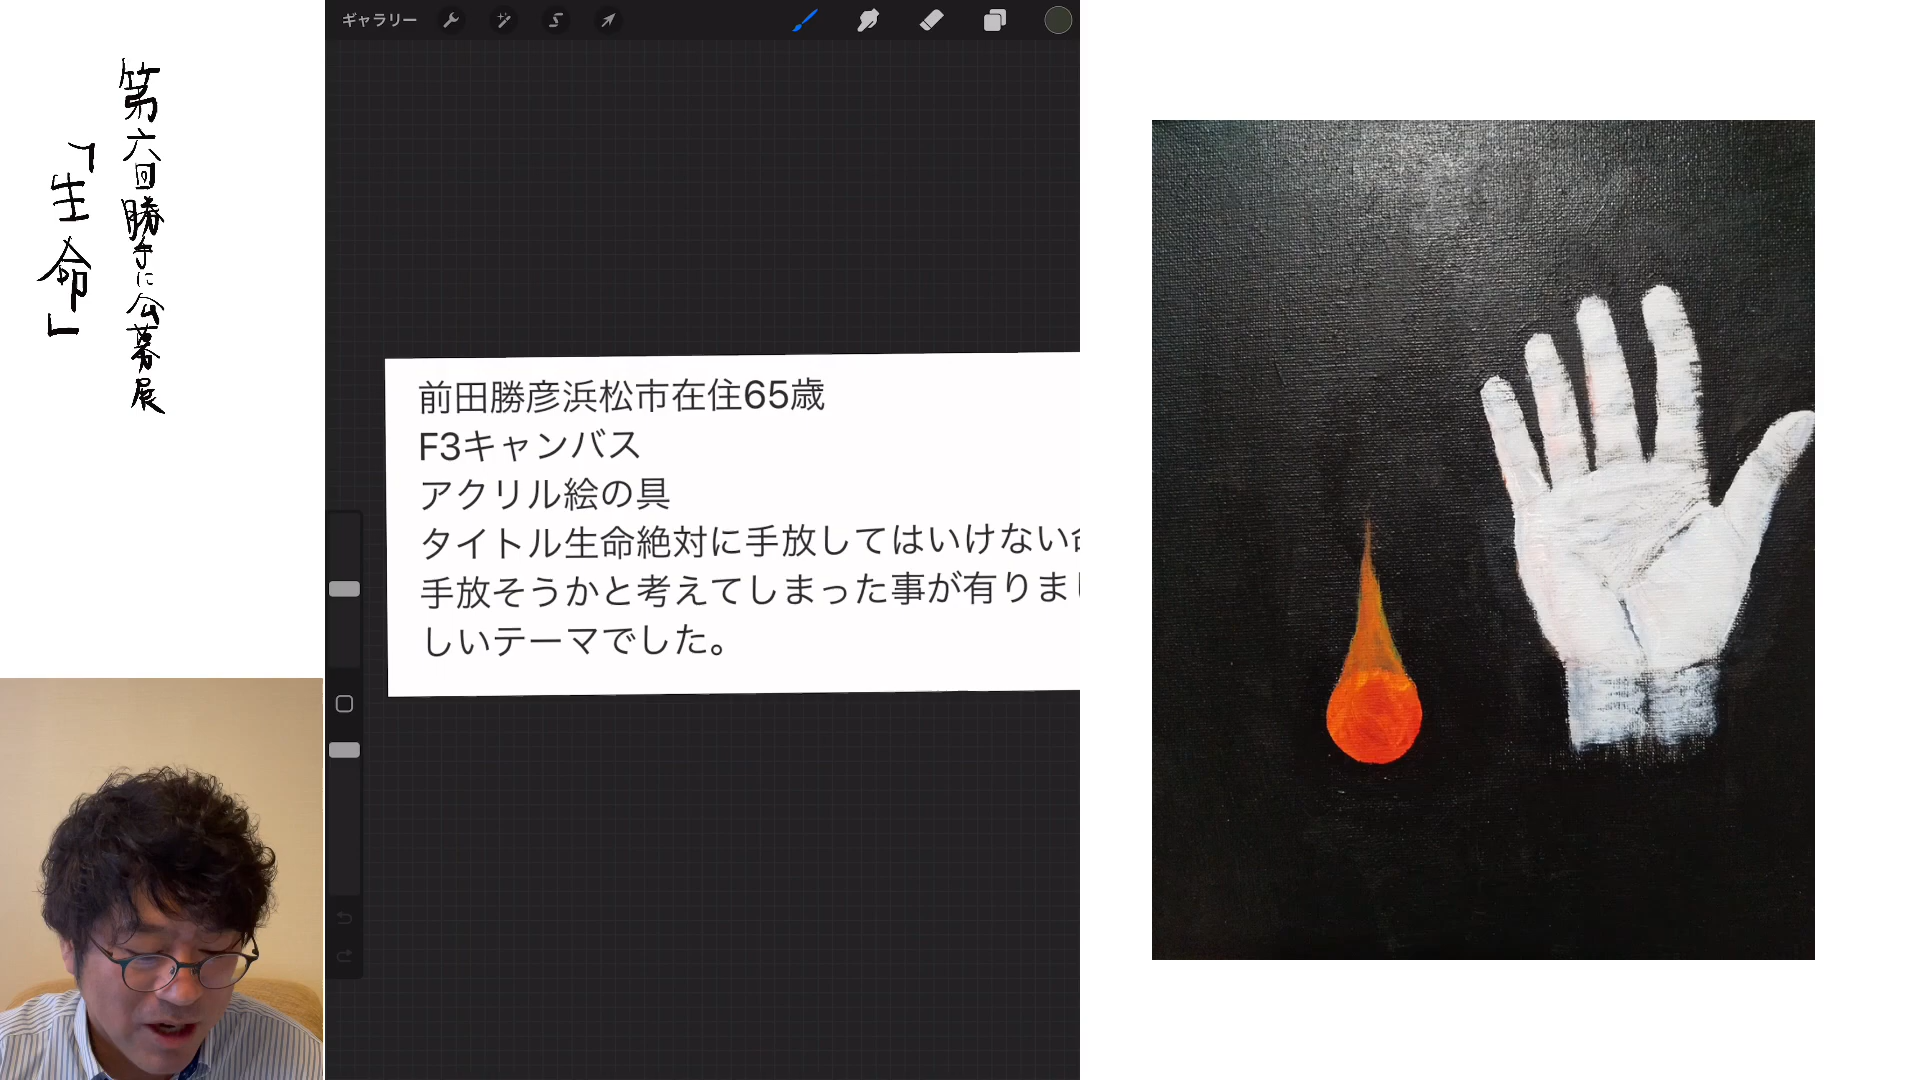 第六回勝手に公募展
「生命」
ギャラリー
前田勝彦浜松市在住65歳
F3キャンバス
アクリル絵の具
タイトル生命絶対に手放してはいけない
手放そうかと考えてしまった事が有りまし
しいテーマでした。